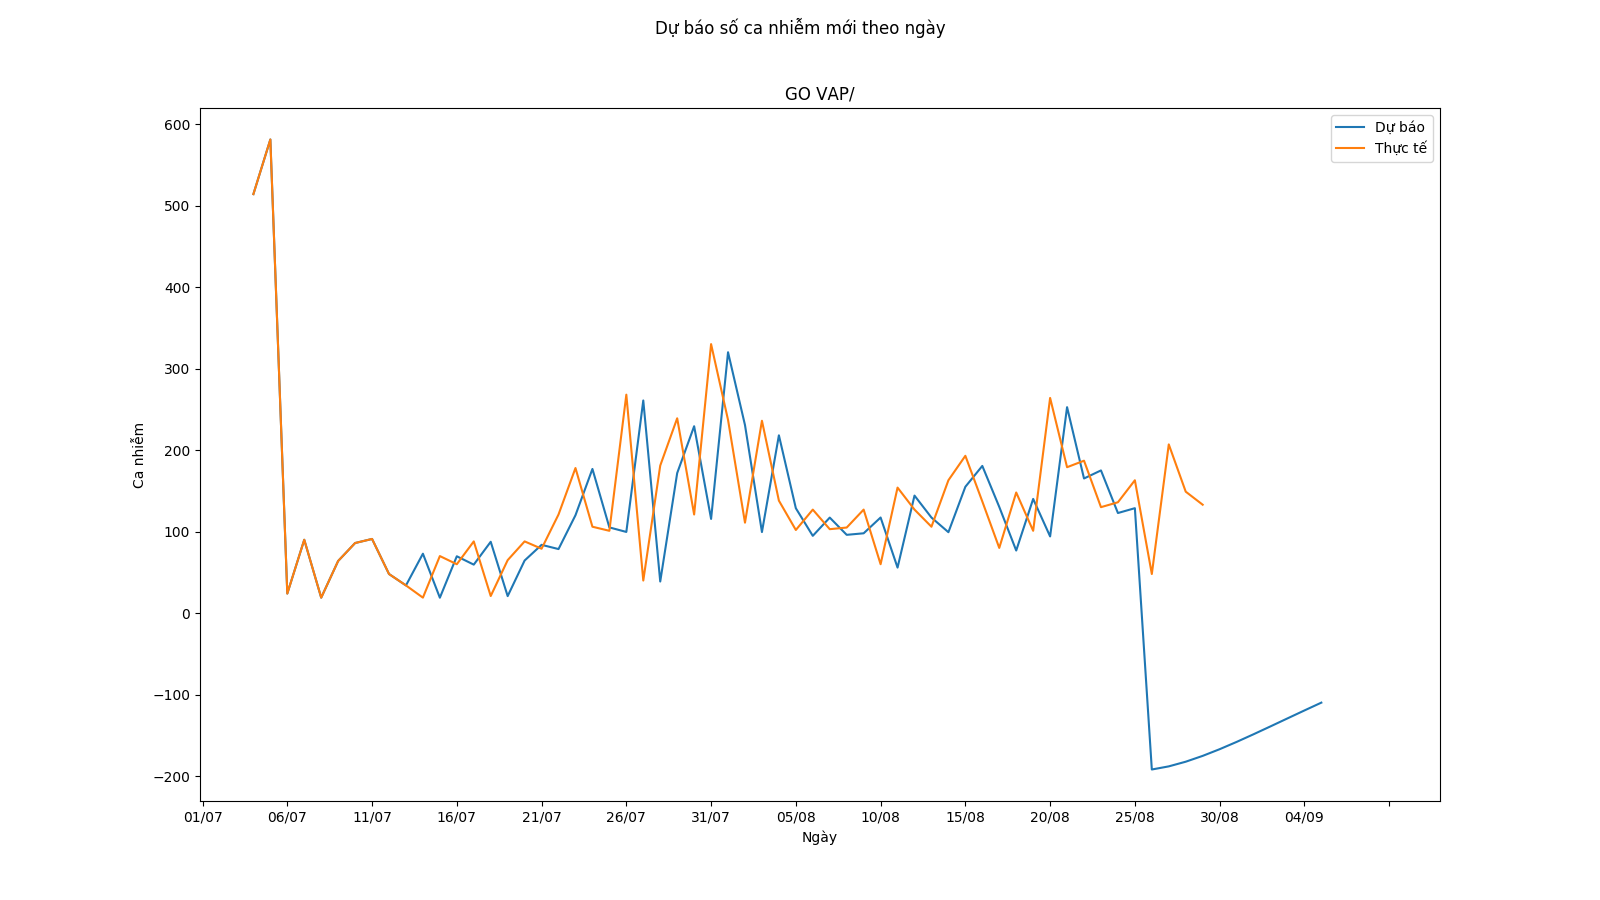 Dự báo số ca nhiễm mới theo ngày
GO VAP/
Dự báo
Thực tế
600
500
400
300
200
100
0
−100
−200
Ca nhiễm
01/07 06/07 11/07 16/07 21/07 26/07 31/07 05/08 10/08 15/08 20/08 25/08 30/08 04/09
Ngày